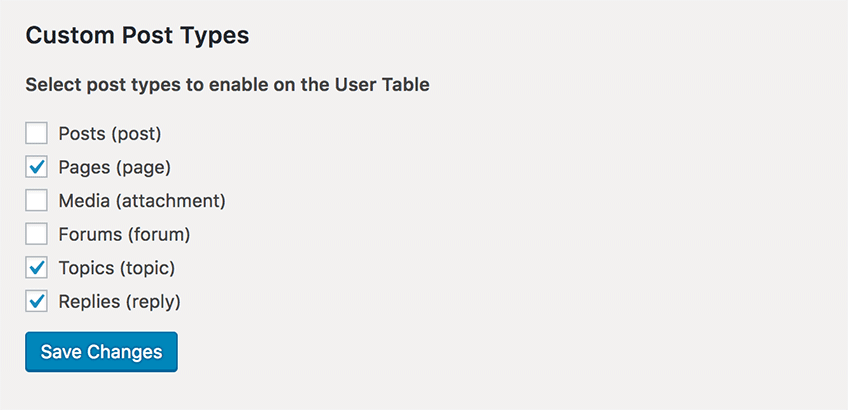 Custom Post Types
Select post types to enable on the User Table
Posts (post)
Pages (page)
Media (attachment)
Forums (forum)
Topics (topic)
Replies (reply)
Save Changes